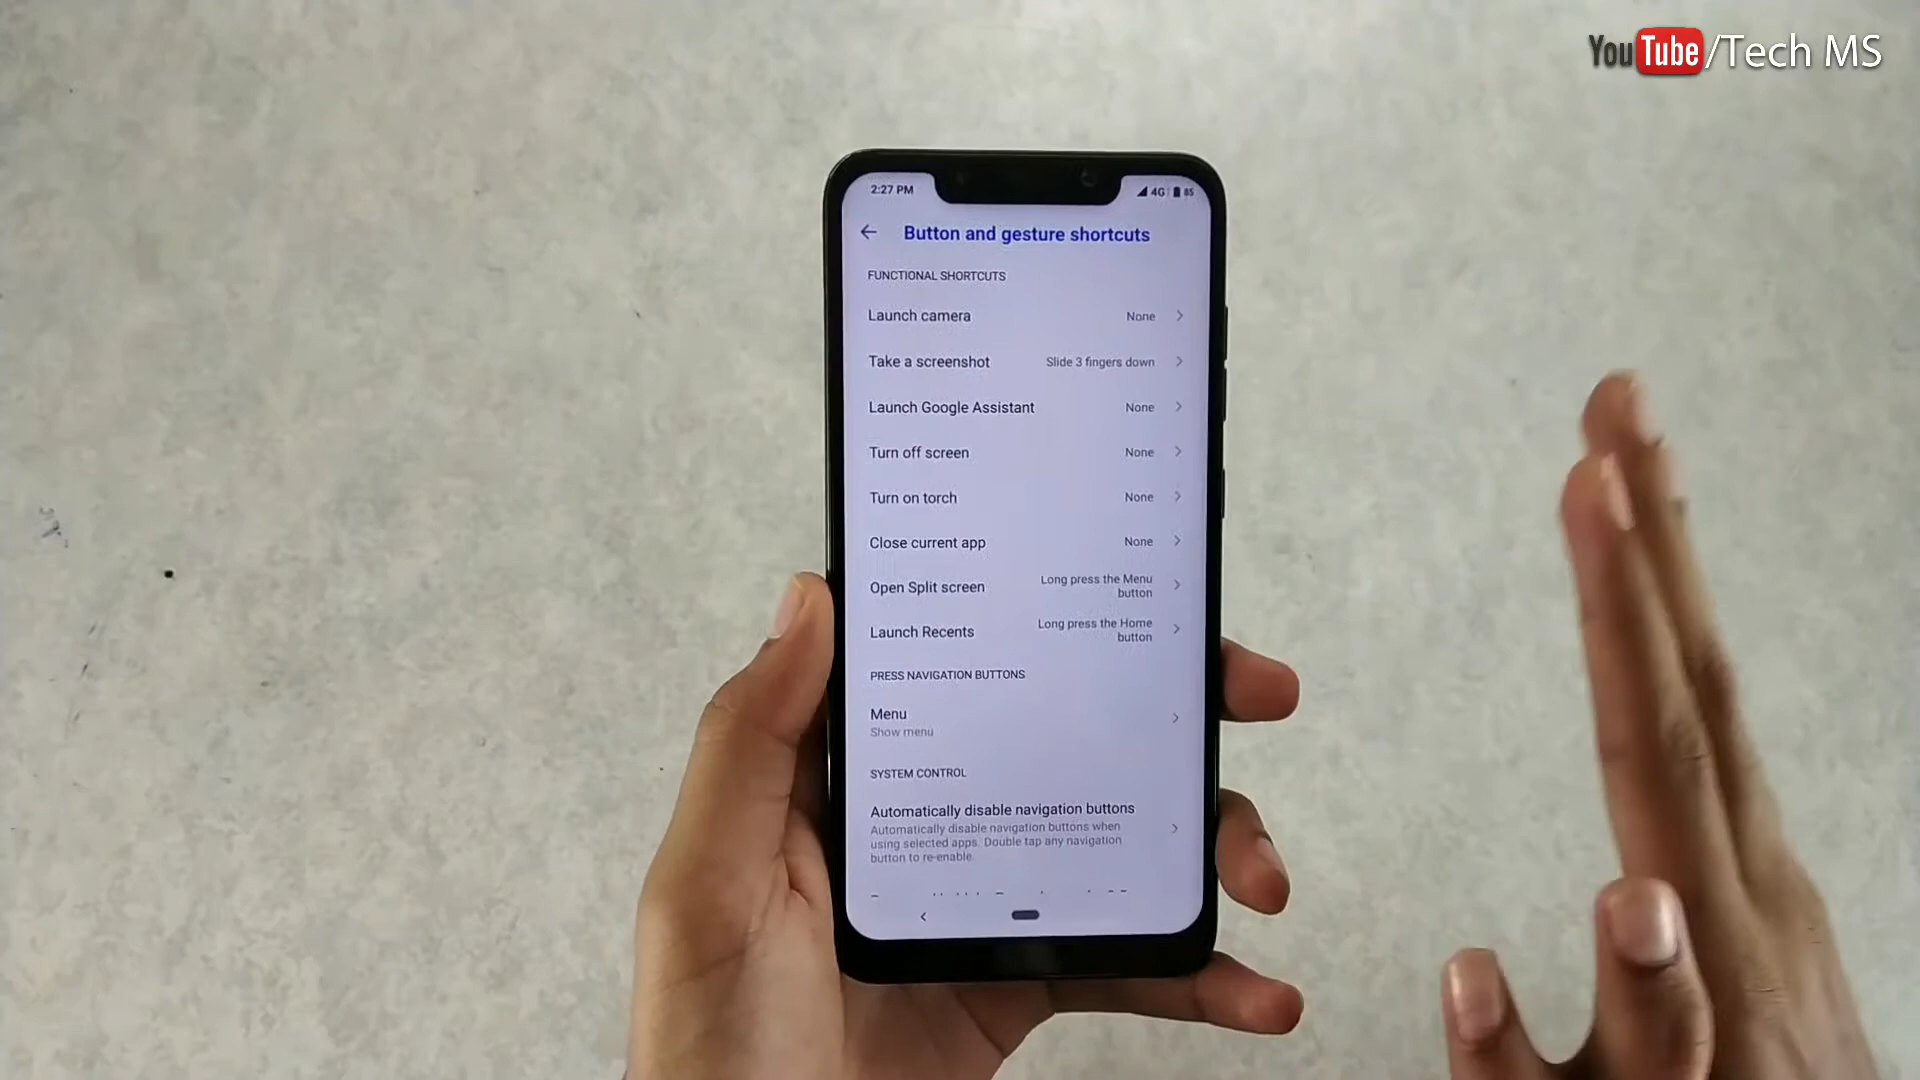 YouTube/Tech MS
2:27 PM
4G 85
Button and gesture shortcuts
FUNCTIONAL SHORTCUTS
Launch camera None
Take a screenshot Slide 3 fingers down
Launch Google Assistant None
Turn off screen None
Turn on torch None
Close current app None
Open Split screen Long press the Menu
button
Launch Recents Long press the Home
button
PRESS NAVIGATION BUTTONS
Menu
Show menu
SYSTEM CONTROL
Automatically disable navigation buttons
Automatically disable navigation buttons when
using selected apps. Double tap any navigation
button to re-enable